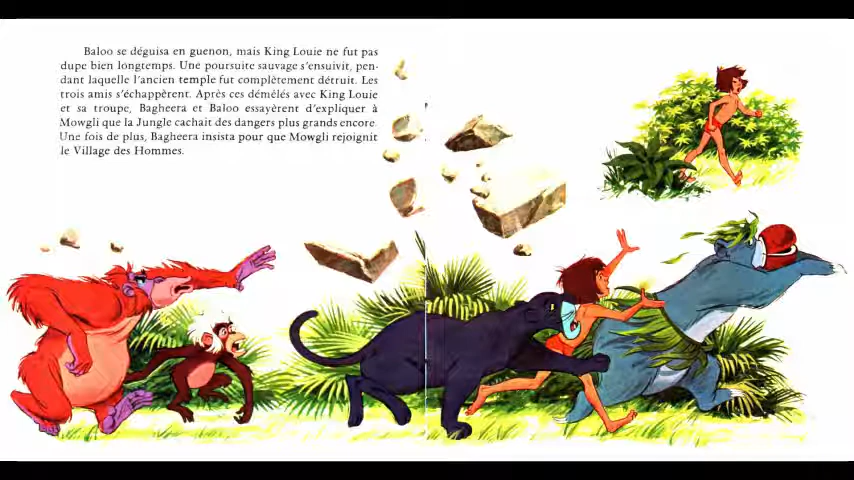 Baloo se déguisa en guenon, mais King Louie ne fut pas
dupe bien longtemps. Une poursuite sauvage s'ensuivit, pen-
dant laquelle l'ancien temple fut complètement détruit. Les
trois amis s'échappèrent. Après ces démêlés avec King Louie
et sa troupe, Bagheera et Baloo essayèrent d'expliquer à
Mowgli que la Jungle cachait des dangers plus grands encore.
Une fois de plus, Bagheera insista pour que Mowgli rejoignit
le Village des Hommes.